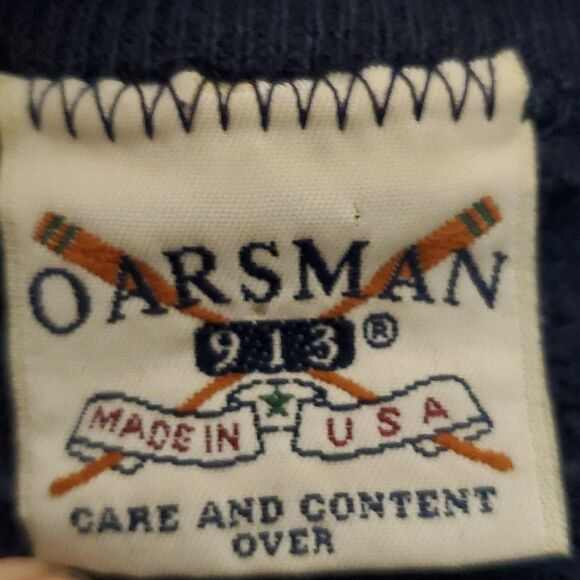 OARSMAN
913®
MADE IN USA
CARE AND CONTENT
OVER